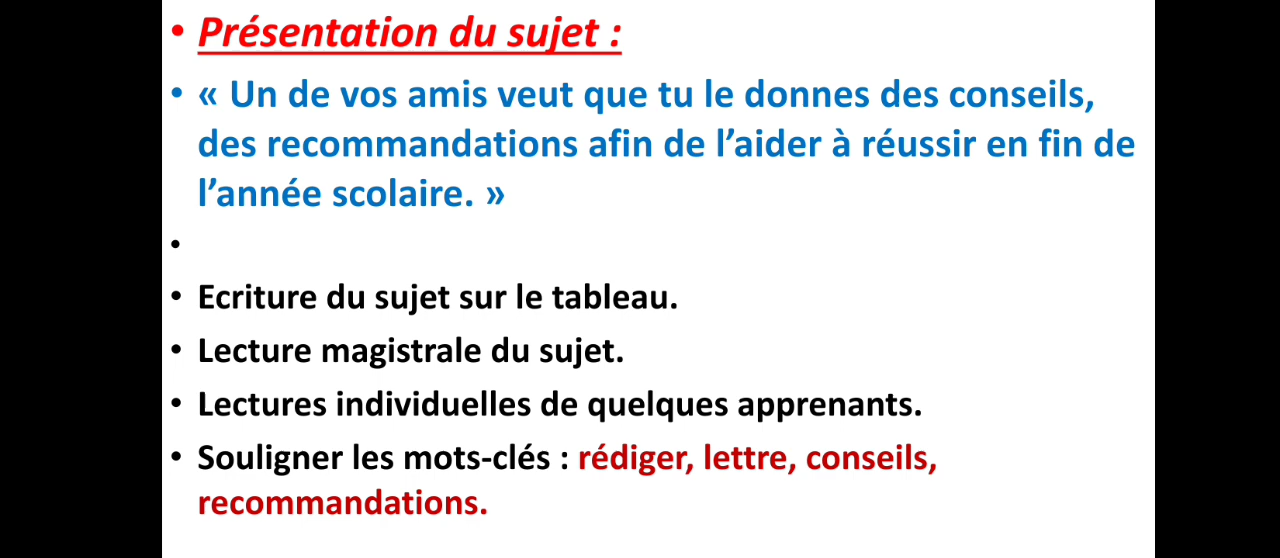 • Présentation du sujet :
• « Un de vos amis veut que tu le donnes des conseils,
des recommandations afin de l’aider à réussir en fin de
l’année scolaire. »
•
• Ecriture du sujet sur le tableau.
• Lecture magistrale du sujet.
• Lectures individuelles de quelques apprenants.
• Souligner les mots-clés : rédiger, lettre, conseils,
recommandations.